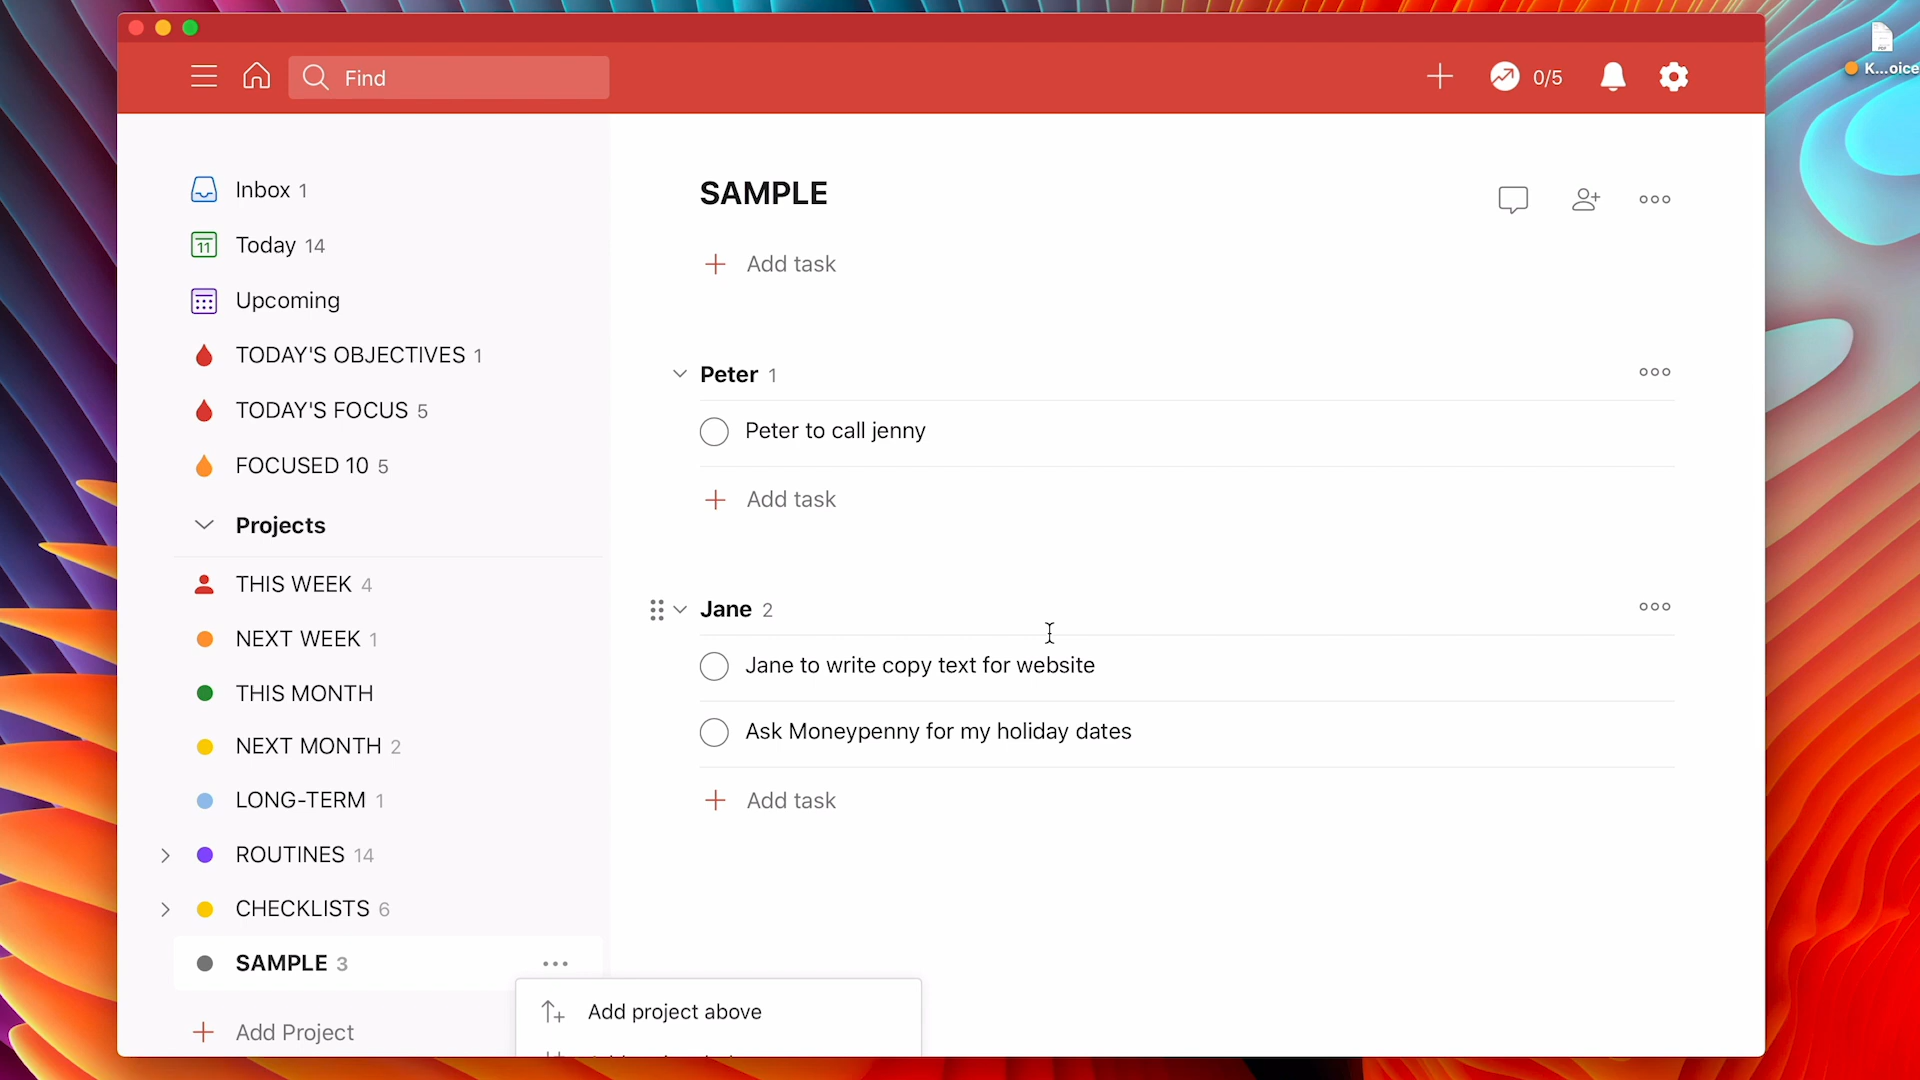 Find
0/5
K...oice
Inbox 1
11
Today 14
Upcoming
TODAY'S OBJECTIVES 1
TODAY'S FOCUS 5
FOCUSED 10 5
Projects
THIS WEEK 4
NEXT WEEK 1
THIS MONTH
NEXT MONTH 2
LONG-TERM 1
ROUTINES 14
CHECKLISTS 6
SAMPLE 3
Add Project
SAMPLE
Add task
Peter 1
Peter to call jenny
Add task
Jane 2
Jane to write copy text for website
Ask Moneypenny for my holiday dates
Add task
Add project above